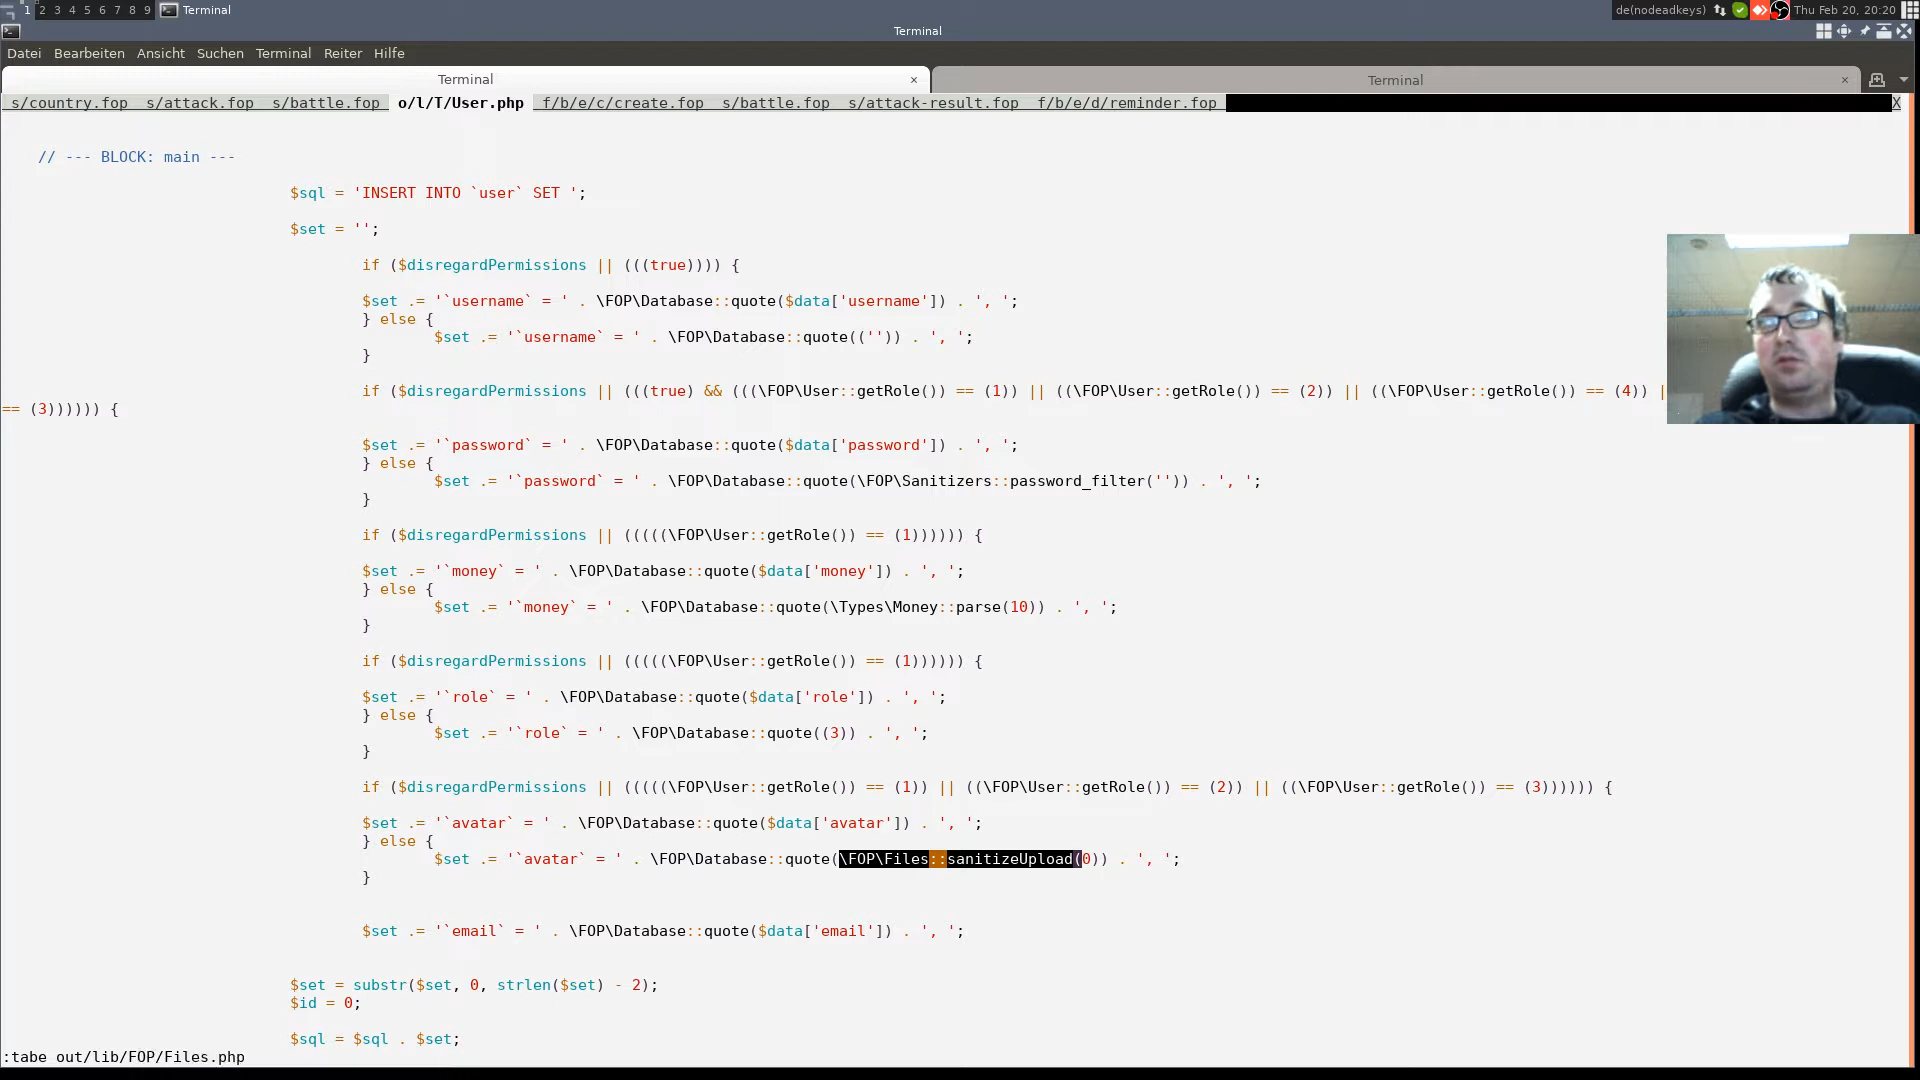 1 2 3 4 5 6 7 8 9 Terminal de(nodeadkeys) Thu Feb 20, 20:20
Terminal
Datei Bearbeiten Ansicht Suchen Terminal Reiter Hilfe
Terminal × Terminal ×
s/country.fop s/attack.fop s/battle.fop o/l/T/User.php f/b/e/c/create.fop s/battle.fop s/attack-result.fop f/b/e/d/reminder.fop X
// --- BLOCK: main ---
$sql = 'INSERT INTO `user` SET ';
$set = '';
if ($disregardPermissions || (((true)))) {
$set .= '`username` = ' . \FOP\Database::quote($data['username']) . ', ';
} else {
$set .= '`username` = ' . \FOP\Database::quote(('')) . ', ';
}
if ($disregardPermissions || (((true) && (((\FOP\User::getRole()) == (1)) || ((\FOP\User::getRole()) == (2)) || ((\FOP\User::getRole()) == (4)) |
== (3)))))) {
$set .= '`password` = ' . \FOP\Database::quote($data['password']) . ', ';
} else {
$set .= '`password` = ' . \FOP\Database::quote(\FOP\Sanitizers::password_filter('')) . ', ';
}
if ($disregardPermissions || (((((\FOP\User::getRole()) == (1)))))) {
$set .= '`money` = ' . \FOP\Database::quote($data['money']) . ', ';
} else {
$set .= '`money` = ' . \FOP\Database::quote(\Types\Money::parse(10)) . ', ';
}
if ($disregardPermissions || (((((\FOP\User::getRole()) == (1)))))) {
$set .= '`role` = ' . \FOP\Database::quote($data['role']) . ', ';
} else {
$set .= '`role` = ' . \FOP\Database::quote((3)) . ', ';
}
if ($disregardPermissions || (((((\FOP\User::getRole()) == (1)) || ((\FOP\User::getRole()) == (2)) || ((\FOP\User::getRole()) == (3)))))) {
$set .= '`avatar` = ' . \FOP\Database::quote($data['avatar']) . ', ';
} else {
$set .= '`avatar` = ' . \FOP\Database::quote(\FOP\Files::sanitizeUpload(0)) . ', ';
}
$set .= '`email` = ' . \FOP\Database::quote($data['email']) . ', ';
$set = substr($set, 0, strlen($set) - 2);
$id = 0;
$sql = $sql . $set;
:tabe out/lib/FOP/Files.php